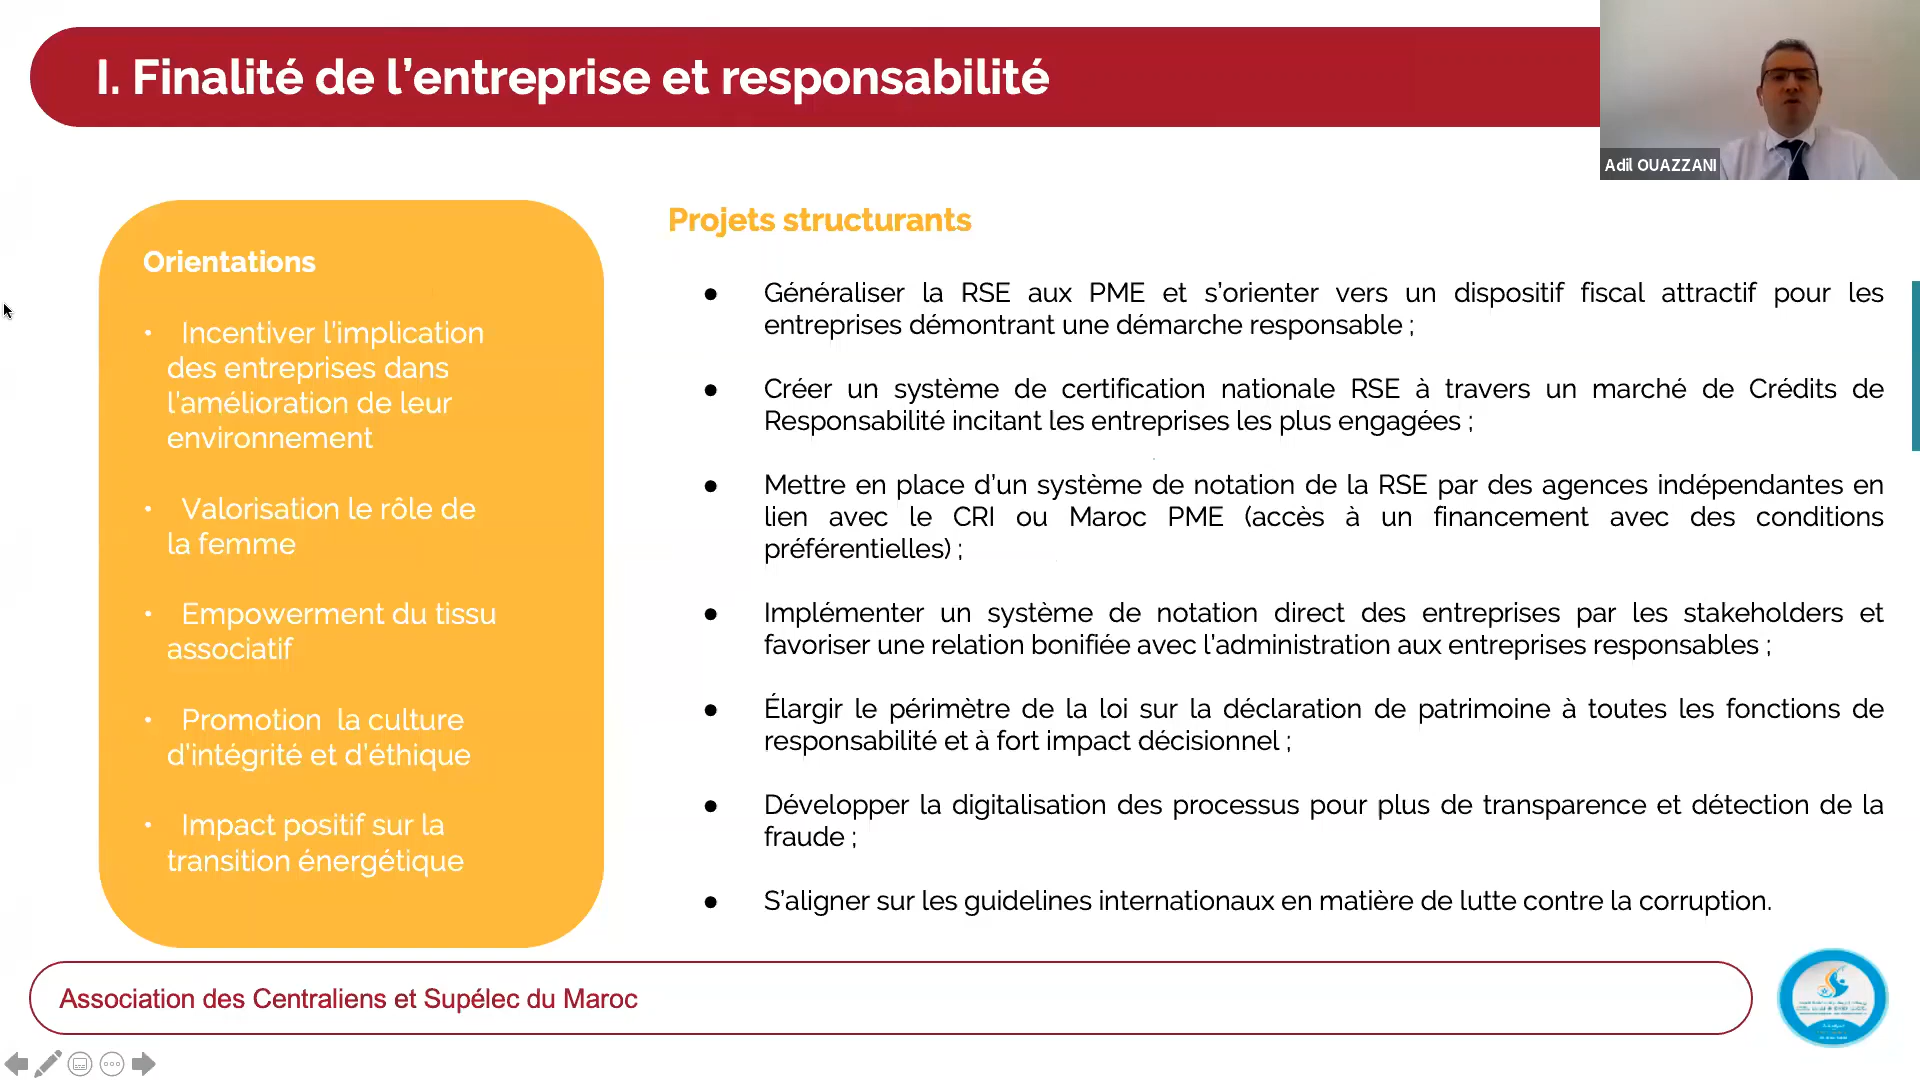 I. Finalité de l’entreprise et responsabilité
Adil OUAZZANI
Orientations
• Incentiver l'implication
des entreprises dans
l'amélioration de leur
environnement
• Valorisation le rôle de
la femme
• Empowerment du tissu
associatif
• Promotion  la culture
d'intégrité et d'éthique
• Impact positif sur la
transition énergétique
Projets structurants
● Généraliser la RSE aux PME et s’orienter vers un dispositif fiscal attractif pour les
entreprises démontrant une démarche responsable ;
● Créer un système de certification nationale RSE à travers un marché de Crédits de
Responsabilité incitant les entreprises les plus engagées ;
● Mettre en place d’un système de notation de la RSE par des agences indépendantes en
lien avec le CRI ou Maroc PME (accès à un financement avec des conditions
préférentielles) ;
● Implémenter un système de notation direct des entreprises par les stakeholders et
favoriser une relation bonifiée avec l’administration aux entreprises responsables ;
● Élargir le périmètre de la loi sur la déclaration de patrimoine à toutes les fonctions de
responsabilité et à fort impact décisionnel ;
● Développer la digitalisation des processus pour plus de transparence et détection de la
fraude ;
● S’aligner sur les guidelines internationaux en matière de lutte contre la corruption.
Association des Centraliens et Supélec du Maroc